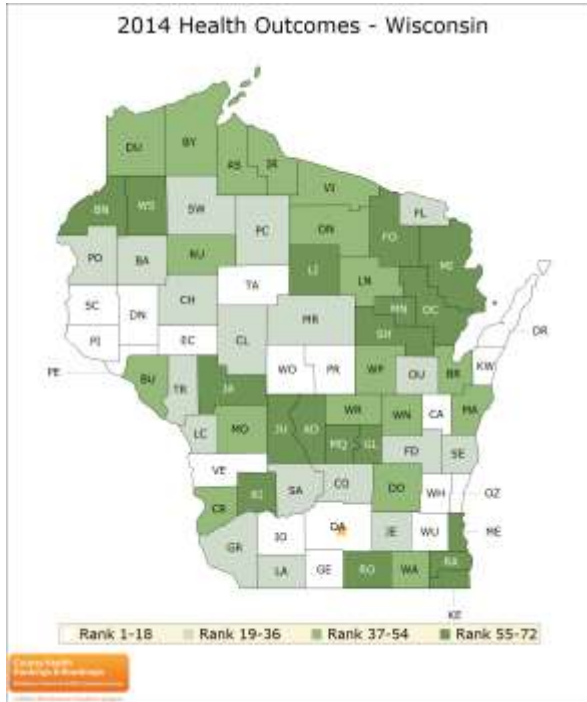 2014 Health Outcomes - Wisconsin
DU
BY
AS
IR
VI
BN
WS
SW
PC
ON
FO
FL
MI
PO
BA
RU
LI
LN
OC
MN
SC
DN
CH
TA
MR
SH
DR
PI
EC
CL
PE
BU
TR
JA
WO
PR
WP
OU
BR
KW
LC
MO
JU
AD
WR
WN
CA
MA
MQ
GL
FD
SE
VE
SA
CO
DO
WH
OZ
CR
RI
GR
IO
DA
JE
WU
ME
LA
GE
RO
WA
RA
KE
Rank 1-18 Rank 19-36 Rank 37-54 Rank 55-72
County Health
Rankings & Roadmaps